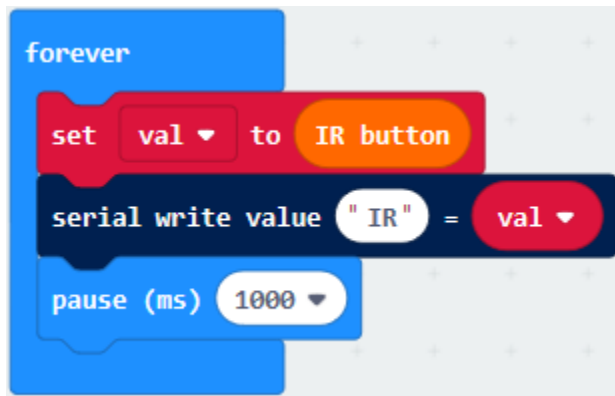 forever
set val to IR button
serial write value "IR" = val
pause (ms) 1000